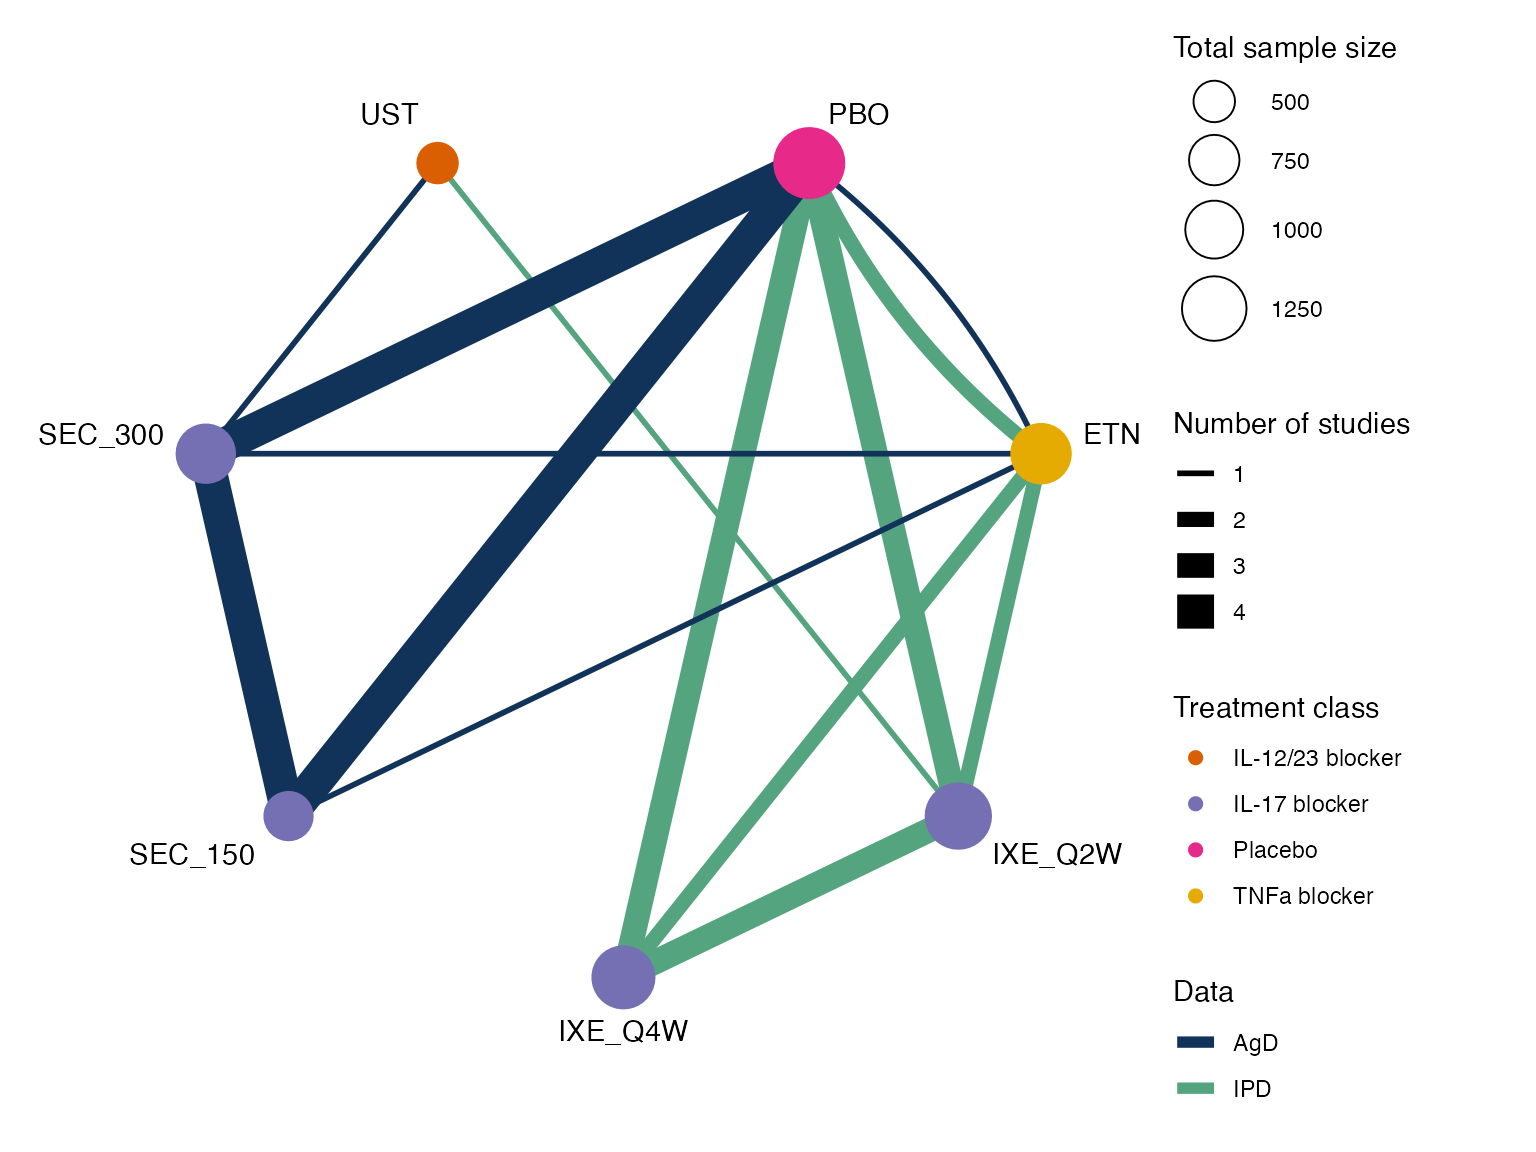 UST
PBO
SEC_300
ETN
SEC_150
IXE_Q2W
IXE_Q4W
Total sample size
500
750
1000
1250
Number of studies
1
2
3
4
Treatment class
IL-12/23 blocker
IL-17 blocker
Placebo
TNFa blocker
Data
AgD
IPD